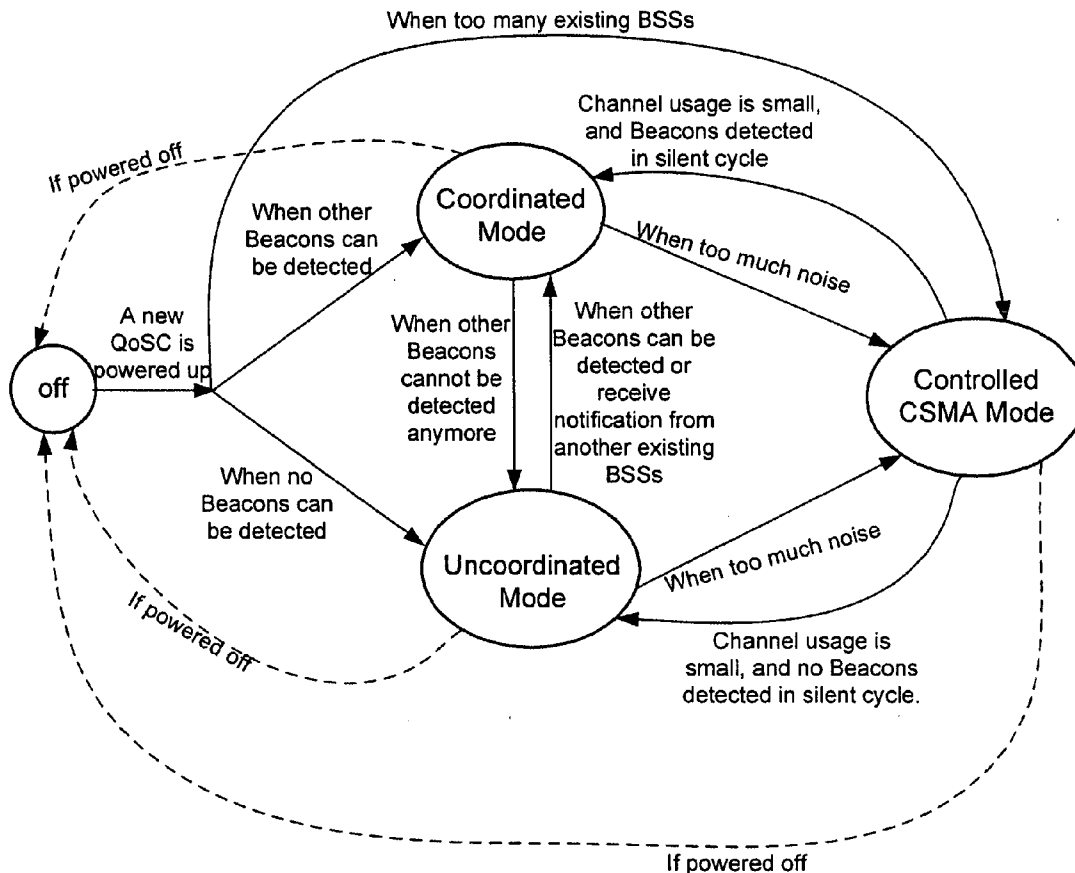 When too many existing BSSs
Channel usage is small,
and Beacons detected
in silent cycle
If powered off
Coordinated
Mode
When other
Beacons can
be detected
When too much noise
A new
QoSC is
powered up
off
When other
Beacons
cannot be
detected
anymore
When other
Beacons can be
detected or
receive
notification from
another existing
BSSs
Controlled
CSMA Mode
When no
Beacons can
be detected
Uncoordinated
Mode
When too much noise
If powered off
Channel usage is
small, and no Beacons
detected in silent cycle.
If powered off